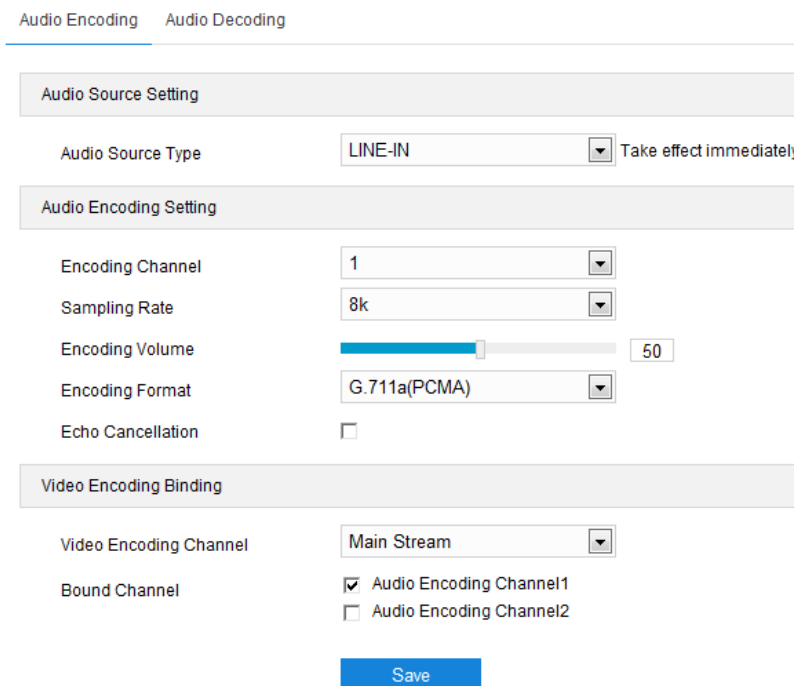 Audio Encoding Audio Decoding
Audio Source Setting
Audio Source Type LINE-IN Take effect immediately
Audio Encoding Setting
Encoding Channel 1
Sampling Rate 8k
Encoding Volume 50
Encoding Format G.711a(PCMA)
Echo Cancellation
Video Encoding Binding
Video Encoding Channel Main Stream
Bound Channel Audio Encoding Channel1
Audio Encoding Channel2
Save